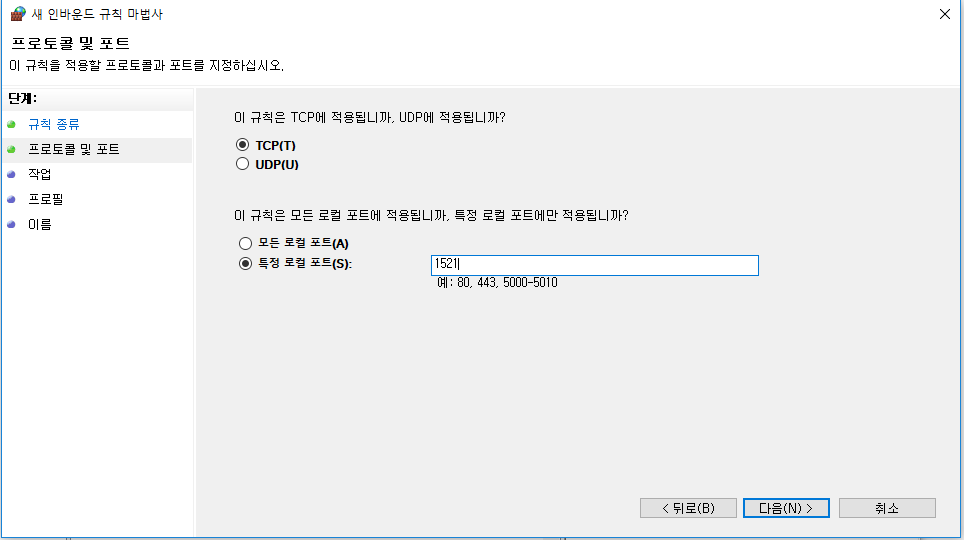 새 인바운드 규칙 마법사
프로토콜 및 포트
이 규칙을 적용할 프로토콜과 포트를 지정하십시오.
단계:
규칙 종류
프로토콜 및 포트
작업
프로필
이름
이 규칙은 TCP에 적용됩니까, UDP에 적용됩니까?
TCP(T)
UDP(U)
이 규칙은 모든 로컬 포트에 적용됩니까, 특정 로컬 포트에만 적용됩니까?
모든 로컬 포트(A)
특정 로컬 포트(S):
1521
예: 80, 443, 5000-5010
< 뒤로(B)
다음(N) >
취소